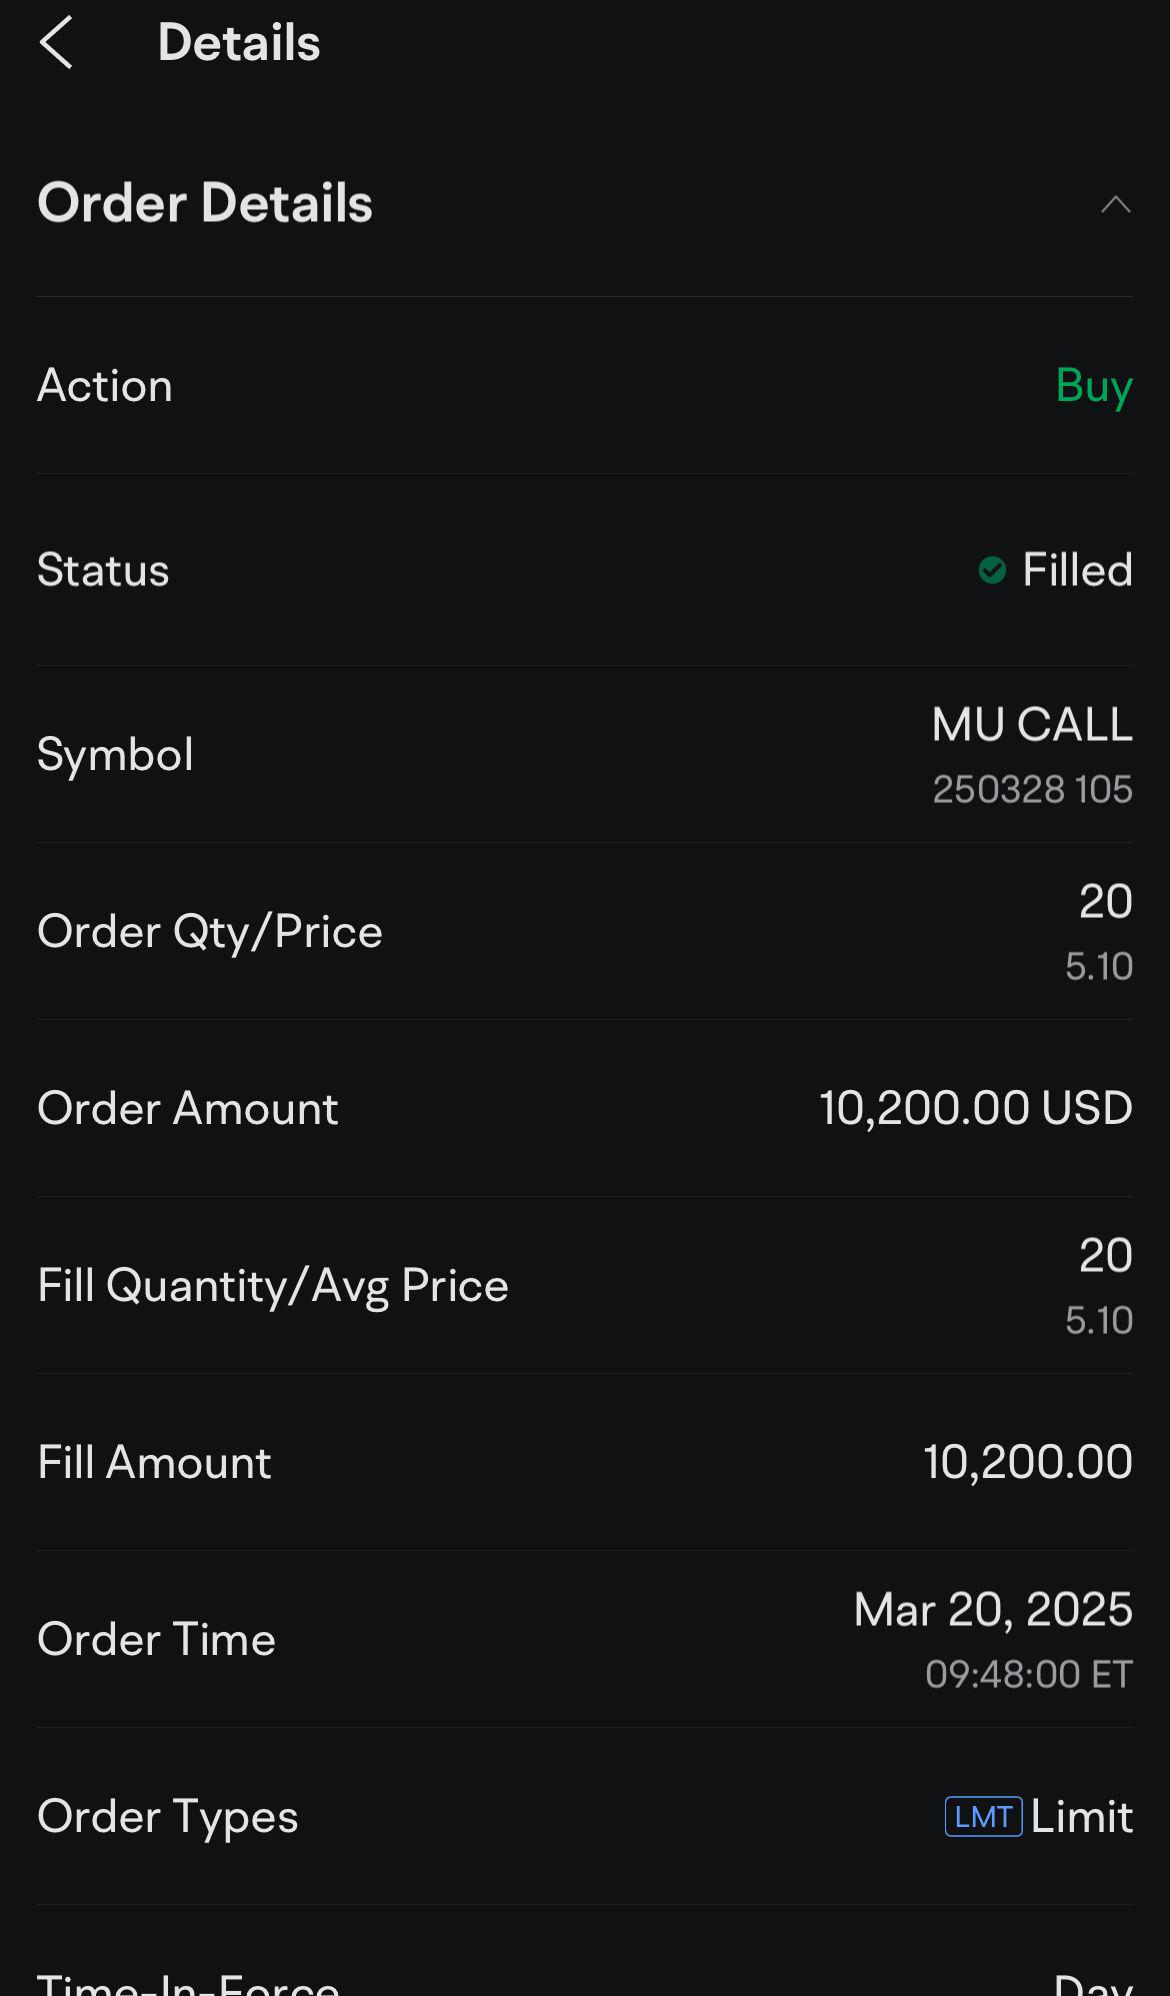 Details
Order Details
Action Buy
Status Filled
Symbol MU CALL
250328 105
Order Qty/Price 20
5.10
Order Amount 10,200.00 USD
Fill Quantity/Avg Price 20
5.10
Fill Amount 10,200.00
Order Time Mar 20, 2025
09:48:00 ET
Order Types LMT Limit
Time-In-Force Day